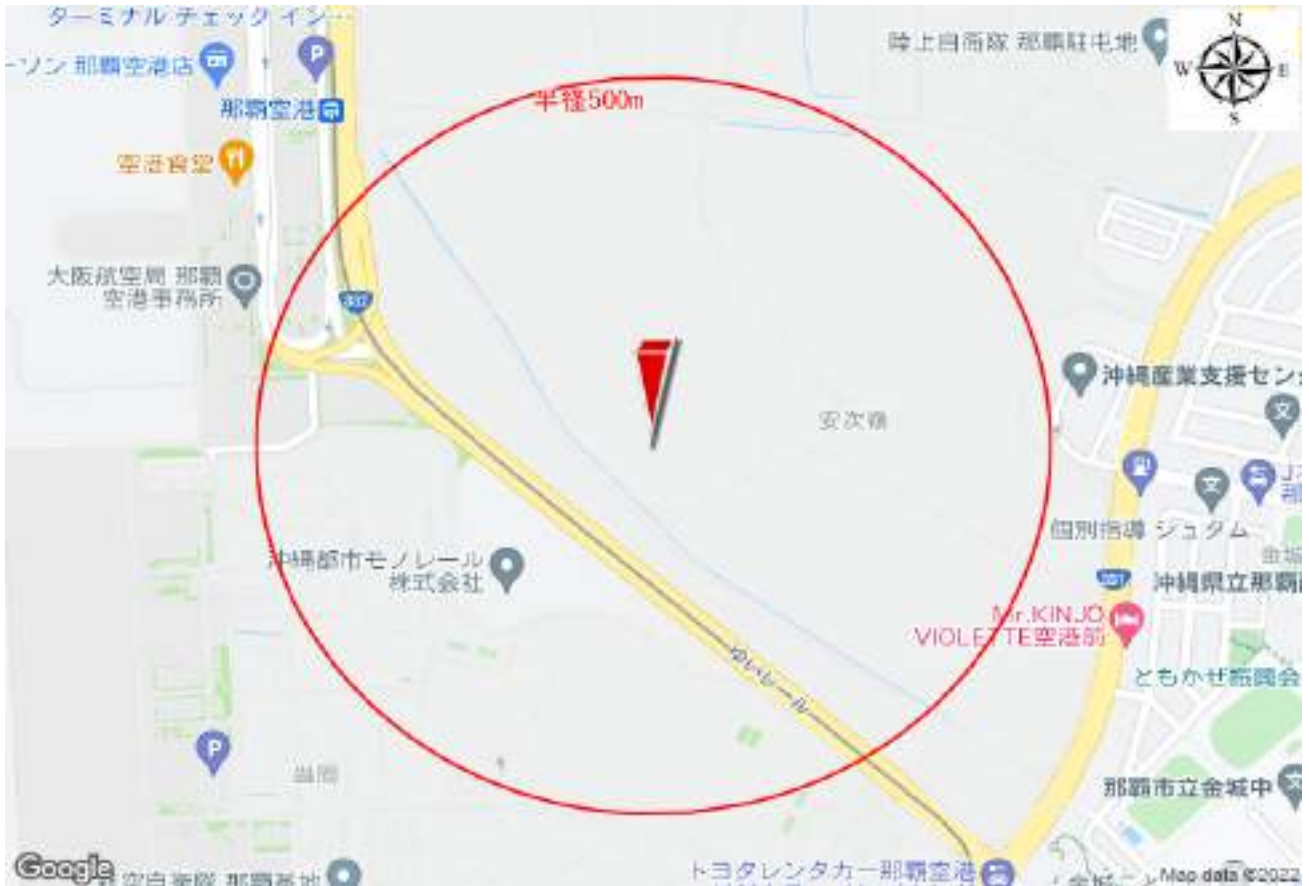 ターミナル チェック イン…
ーソン 那覇空港店
P
那覇空港
空港食堂
半径500m
陸上自衛隊 那覇駐屯地
N
W
E
S
大阪航空局 那覇
空港事務所
安次嶺
沖縄産業支援セン
文
文
個別指導 シュタム
金城
沖縄県立那覇
沖縄都市モノレール
株式会社
Mr.KINJO
VIOLETTE空港前
ゆいレール
ともかぜ振興会
P
当間
那覇市立金城中
文
Google
空自衛隊 那覇基地
トヨタレンタカー那覇空港
Map data ©2022